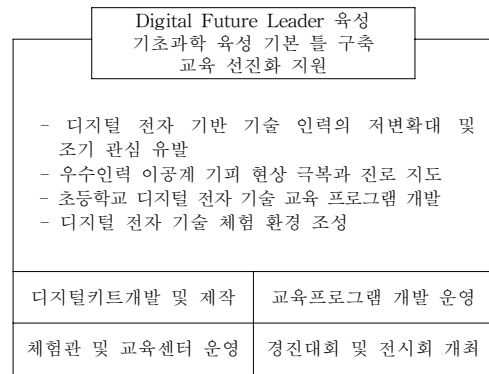 Digital Future Leader 육성
기초과학 육성 기본 틀 구축
교육 선진화 지원
- 디지털 전자 기반 기술 인력의 저변확대 및
조기 관심 유발
- 우수인력 이공계 기피 현상 극복과 진로 지도
- 초등학교 디지털 전자 기술 교육 프로그램 개발
- 디지털 전자 기술 체험 환경 조성
디지털키트개발 및 제작
교육프로그램 개발 운영
체험관 및 교육센터 운영
경진대회 및 전시회 개최